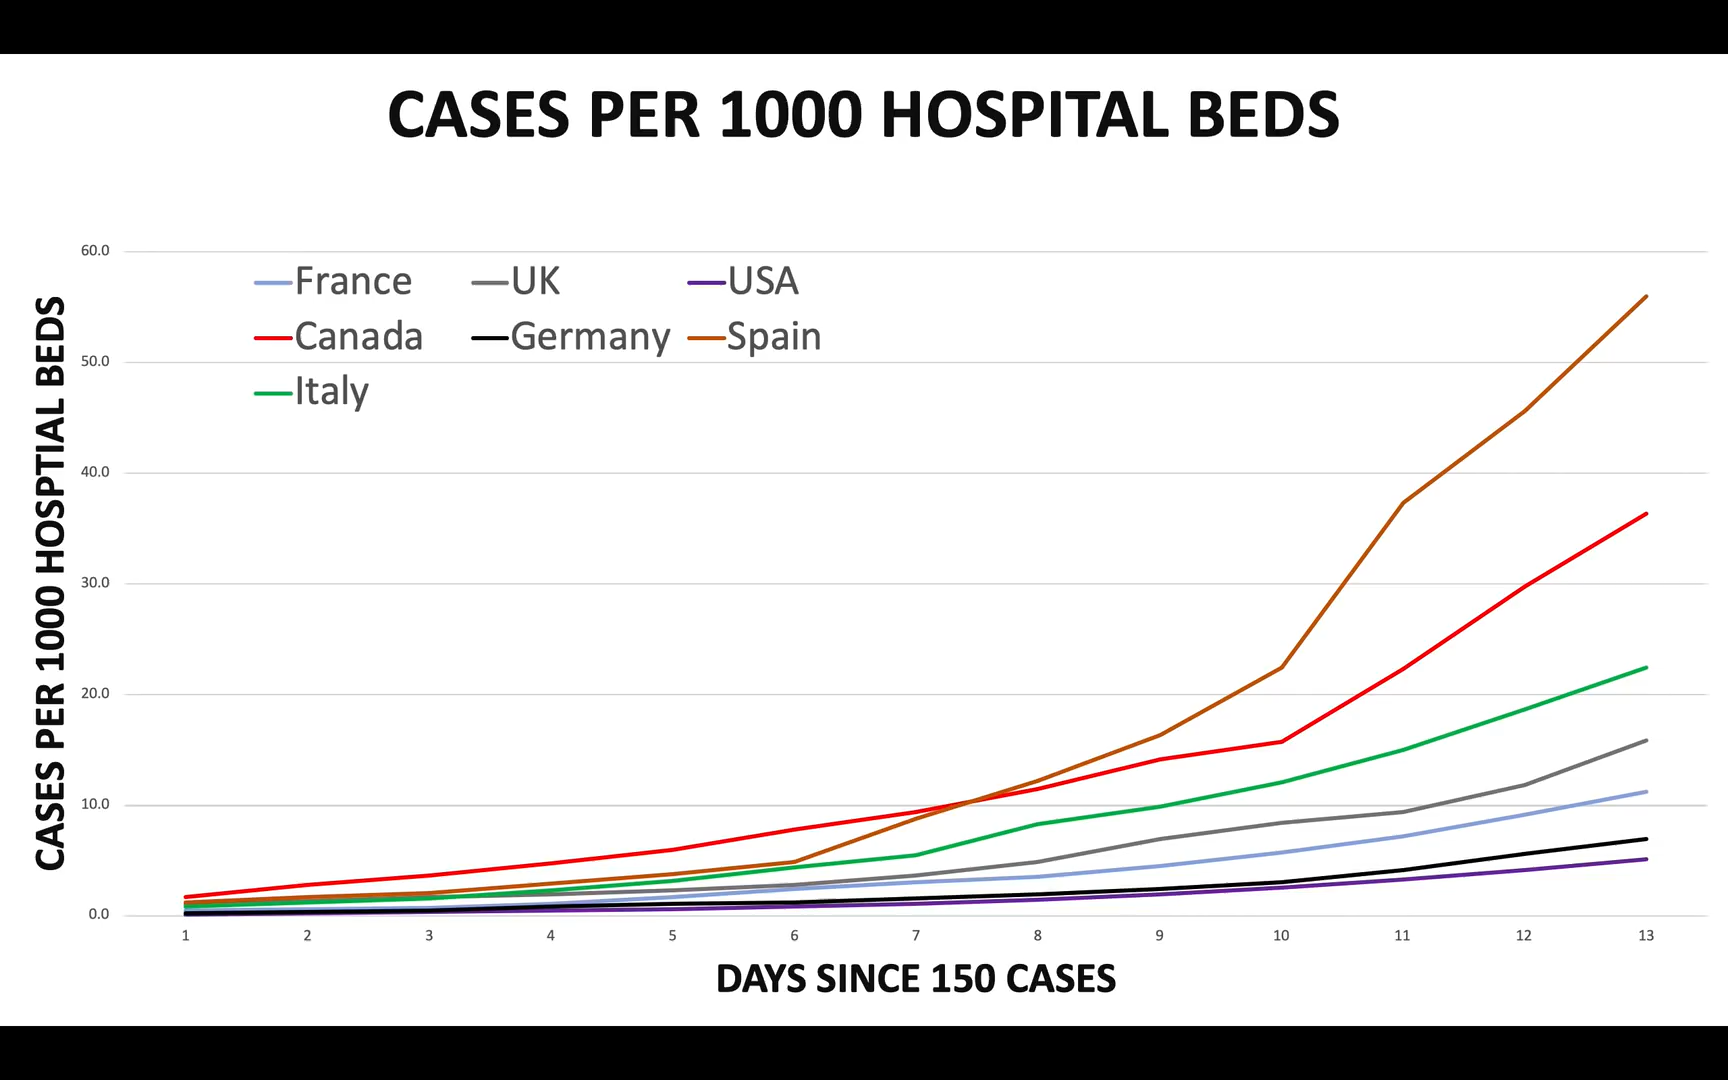 CASES PER 1000 HOSPITAL BEDS
CASES PER 1000 HOSPTIAL BEDS
60.0
50.0
40.0
30.0
20.0
10.0
0.0
France UK USA
Canada Germany Spain
Italy
1 2 3 4 5 6 7 8 9 10 11 12 13
DAYS SINCE 150 CASES